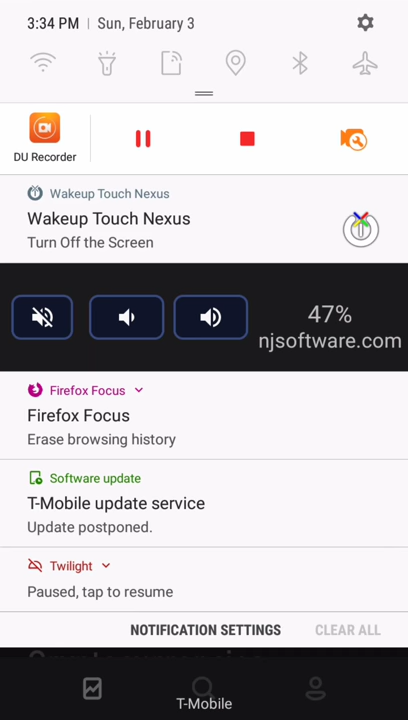 3:34 PM | Sun, February 3
DU Recorder
Wakeup Touch Nexus
Wakeup Touch Nexus
Turn Off the Screen
47%
njsoftware.com
Firefox Focus
Firefox Focus
Erase browsing history
Software update
T-Mobile update service
Update postponed.
Twilight
Paused, tap to resume
NOTIFICATION SETTINGS CLEAR ALL
T-Mobile